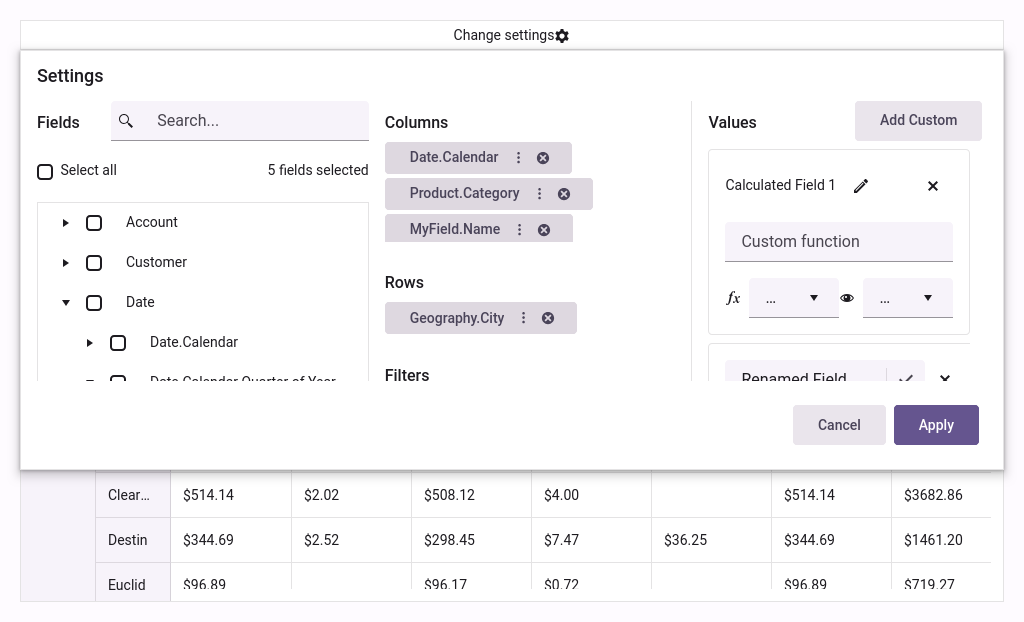 Change settings
Settings
Fields
Search...
Select all
5 fields selected
Account
Customer
Date
Date.Calendar
Date.Calendar Quarter of Year
Columns
Date.Calendar
Product.Category
MyField.Name
Rows
Geography.City
Filters
Values
Add Custom
Calculated Field 1
Custom function
fx ... ...
Renamed Field
Cancel
Apply
Clear... $514.14 $2.02 $508.12 $4.00 $514.14 $3682.86
Destin $344.69 $2.52 $298.45 $7.47 $36.25 $344.69 $1461.20
Euclid $96.89 $96.17 $0.72 $96.89 $719.27